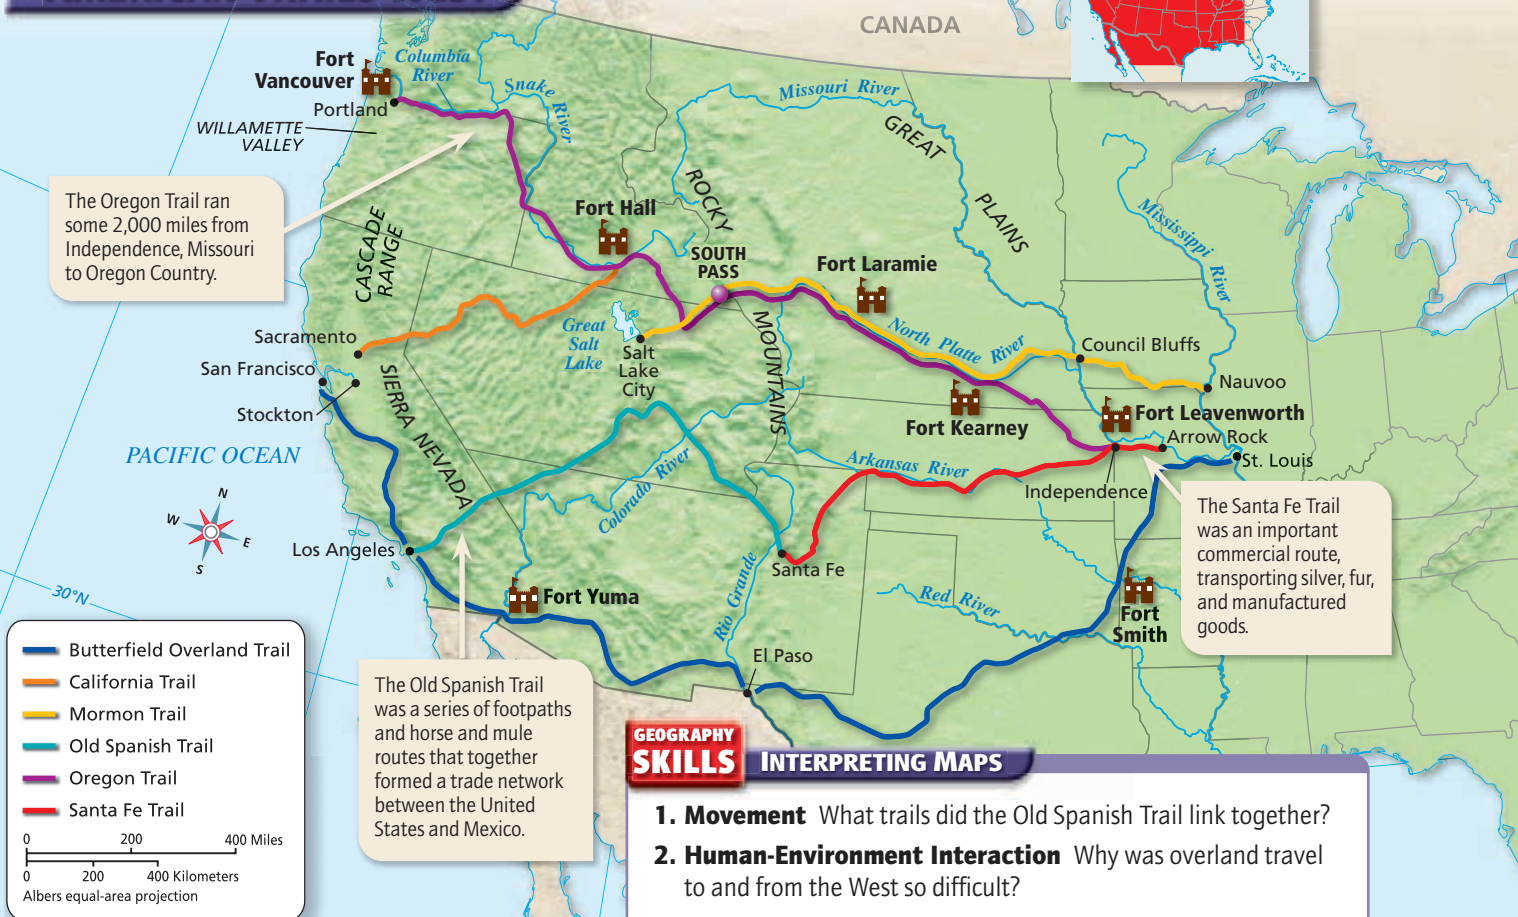 CANADA
Fort
Vancouver
Columbia
River
Snake River
Missouri River
Portland
WILLAMETTE
VALLEY
GREAT
PLAINS
The Oregon Trail ran
some 2,000 miles from
Independence, Missouri
to Oregon Country.
ROCKY
MOUNTAINS
Mississippi River
Fort Hall
CASCADE
RANGE
SOUTH
PASS
Fort Laramie
Sacramento
Great
Salt
Lake
Salt
Lake
City
North Platte River
Council Bluffs
San Francisco
Nauvoo
Stockton
SIERRA NEVADA
Fort Kearney
Fort Leavenworth
Arrow Rock
St. Louis
PACIFIC OCEAN
Arkansas River
Colorado River
Independence
N
W
E
S
The Santa Fe Trail
was an important
commercial route,
transporting silver, fur,
and manufactured
goods.
Los Angeles
Santa Fe
30°N
Fort Yuma
Rio Grande
Red River
Fort
Smith
El Paso
Butterfield Overland Trail
California Trail
Mormon Trail
Old Spanish Trail
Oregon Trail
Santa Fe Trail
0 200 400 Miles
0 200 400 Kilometers
Albers equal-area projection
The Old Spanish Trail
was a series of footpaths
and horse and mule
routes that together
formed a trade network
between the United
States and Mexico.
GEOGRAPHY
SKILLS INTERPRETING MAPS
1. Movement What trails did the Old Spanish Trail link together?
2. Human-Environment Interaction Why was overland travel
to and from the West so difficult?